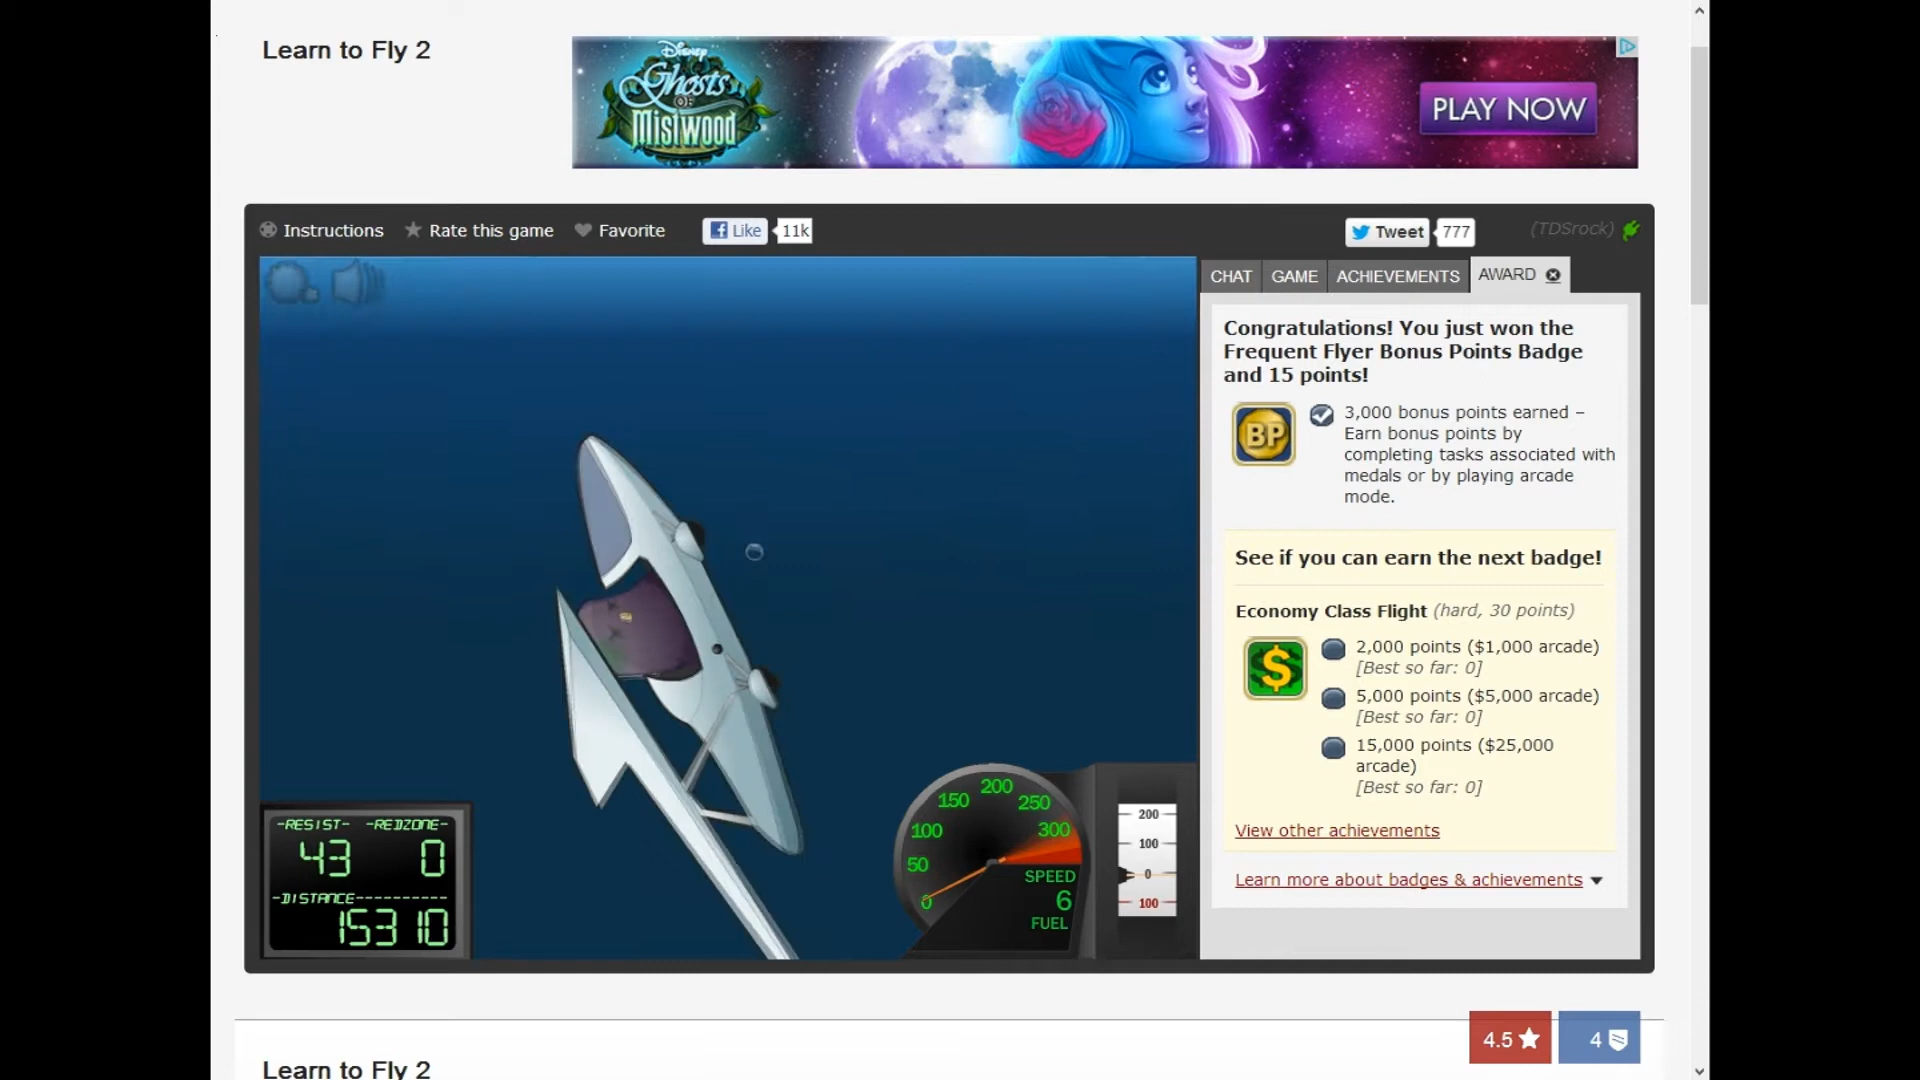 Learn to Fly 2
Disney
Ghosts
OF
Mistwood
PLAY NOW
Instructions
Rate this game
Favorite
Like
11k
Tweet
777
(TDSrock)
CHAT
GAME
ACHIEVEMENTS
AWARD
Congratulations! You just won the
Frequent Flyer Bonus Points Badge
and 15 points!
BP
3,000 bonus points earned –
Earn bonus points by
completing tasks associated with
medals or by playing arcade
mode.
See if you can earn the next badge!
Economy Class Flight (hard, 30 points)
$
2,000 points ($1,000 arcade)
[Best so far: 0]
5,000 points ($5,000 arcade)
[Best so far: 0]
15,000 points ($25,000
arcade)
[Best so far: 0]
View other achievements
Learn more about badges & achievements
-RESIST- -REDZONE-
43 0
-DISTANCE----------
15310
0
50
100
150
200
250
300
SPEED
6
FUEL
200
100
0
100
4.5
4
Learn to Fly 2